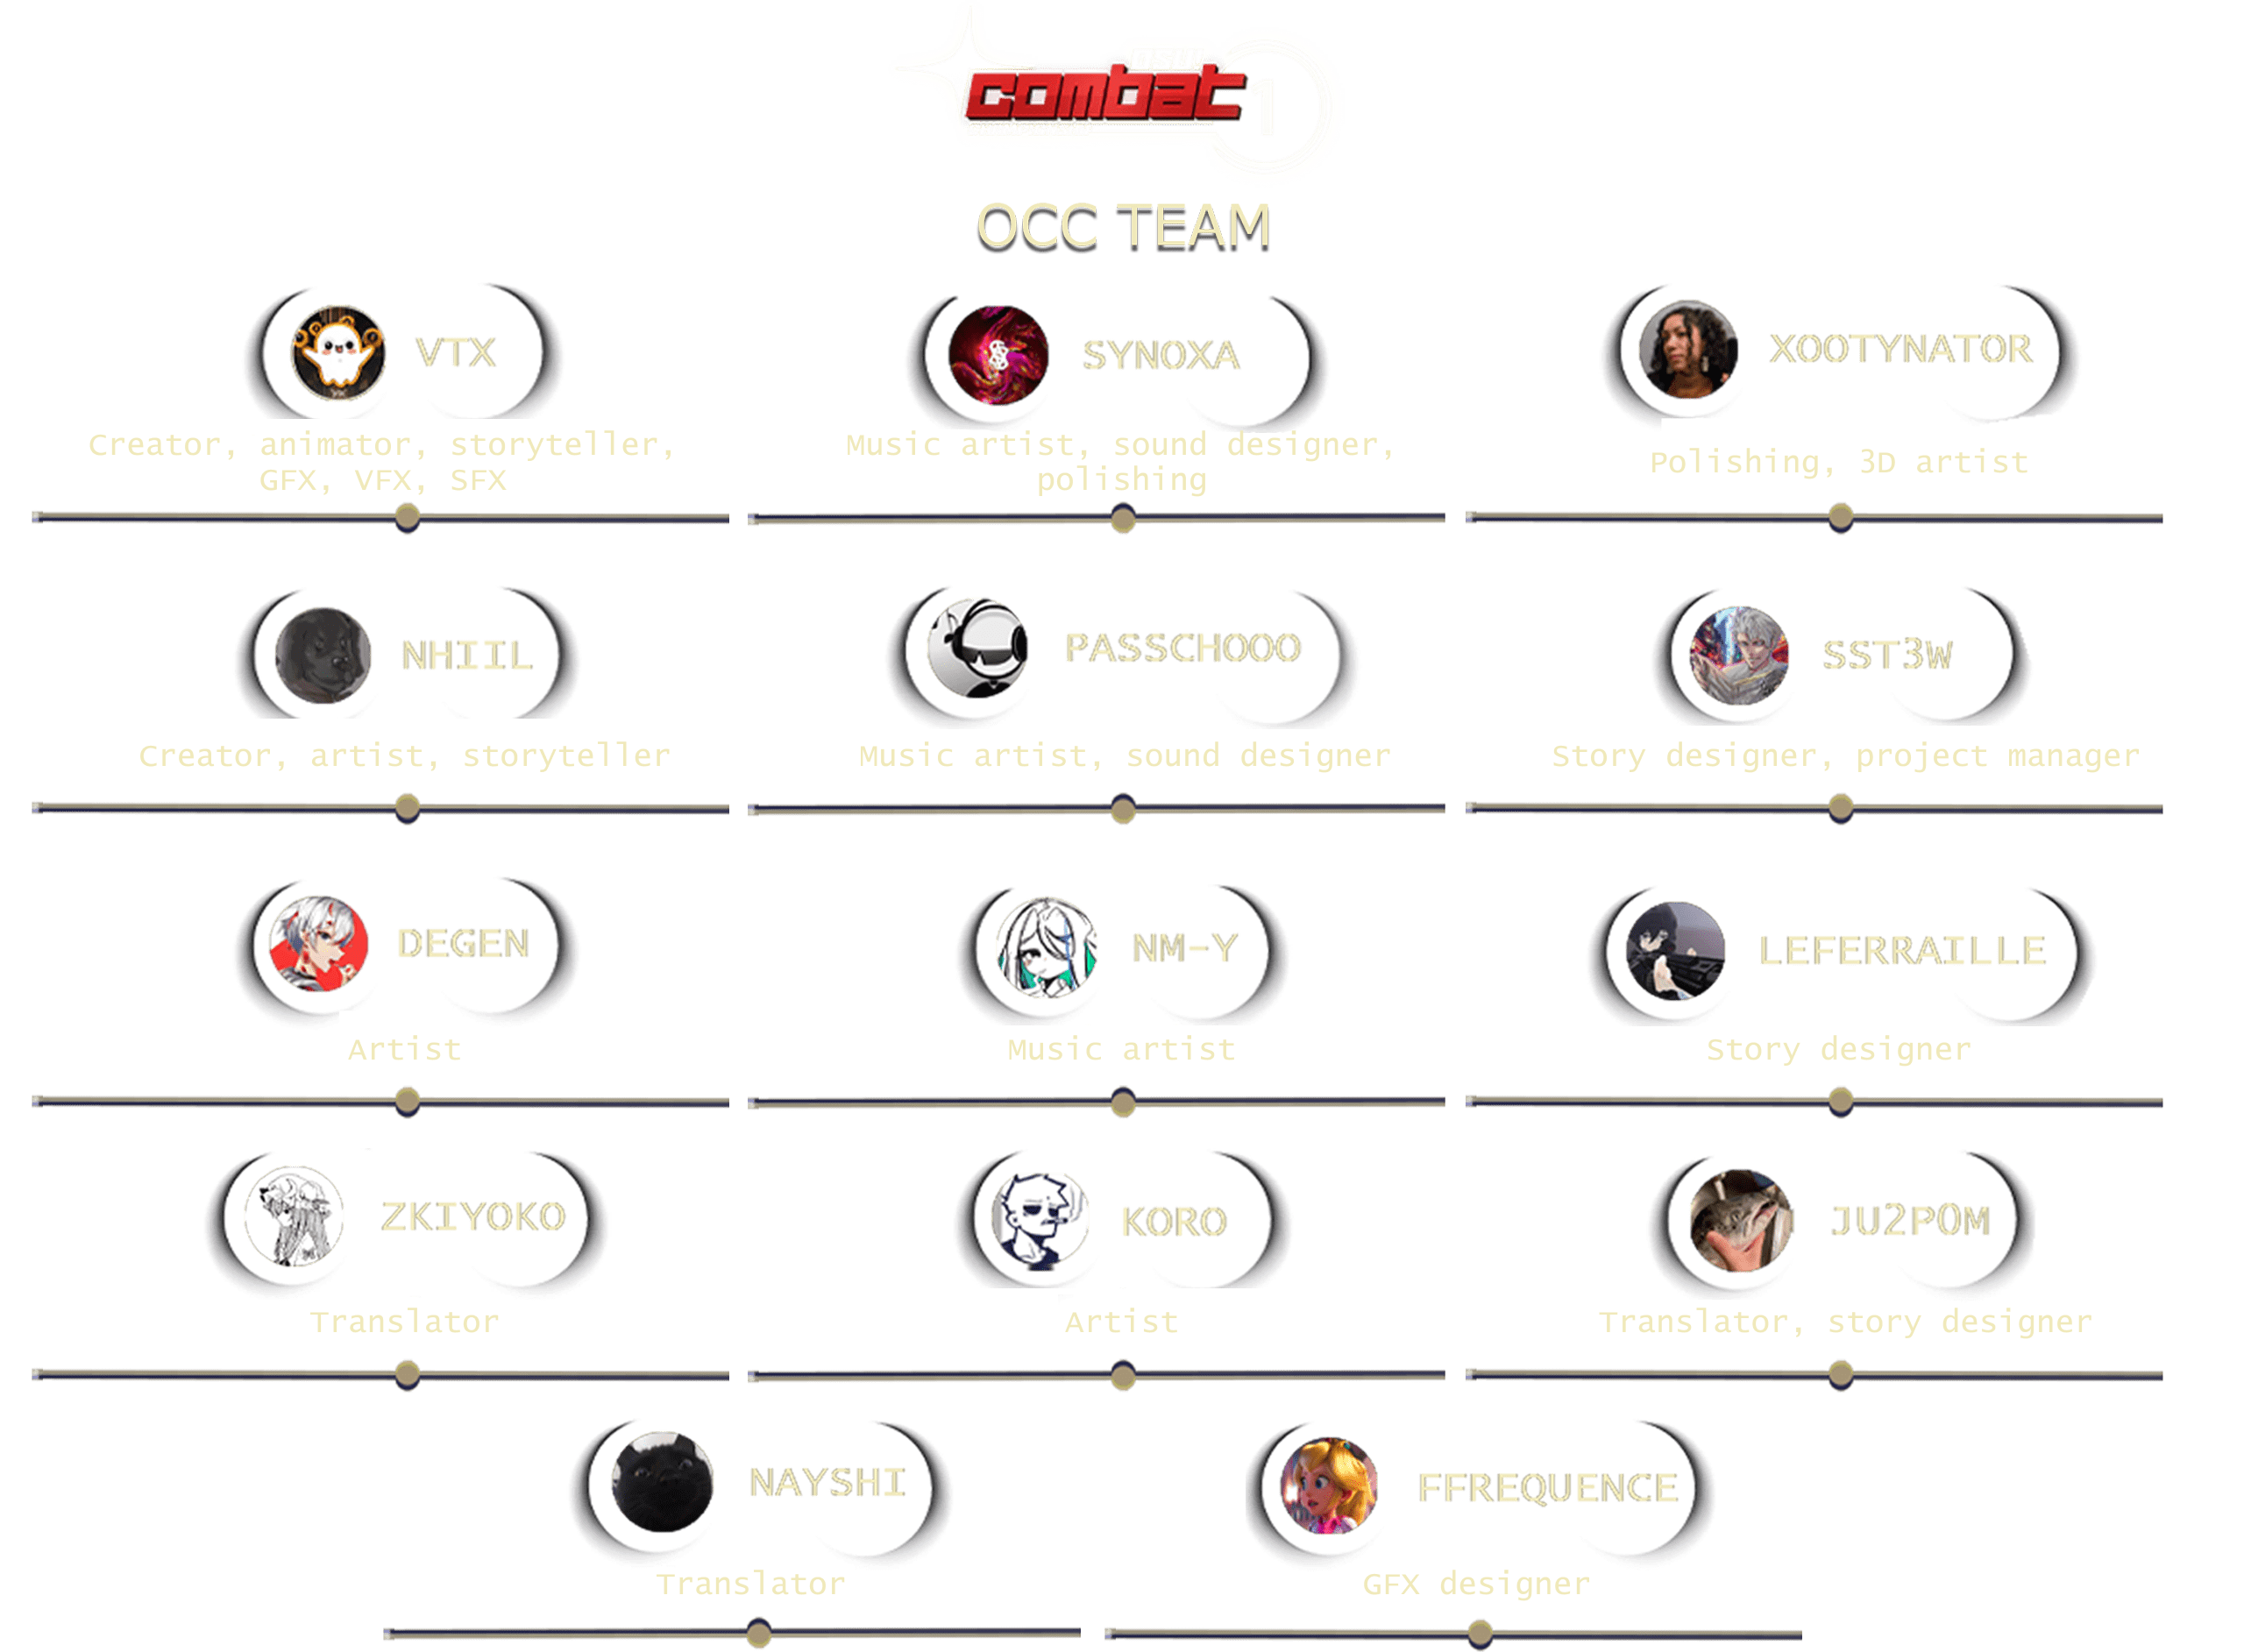 combat
OCC TEAM
VTX
Creator, animator, storyteller,
GFX, VFX, SFX
SYNOXA
Music artist, sound designer,
polishing
XOOTYNATOR
Polishing, 3D artist
NHIIL
Creator, artist, storyteller
PASSCHOOO
Music artist, sound designer
SST3W
Story designer, project manager
DEGEN
Artist
NM-Y
Music artist
LEFERRAILLE
Story designer
ZKIYOKO
Translator
KORO
Artist
JU2POM
Translator, story designer
NAYSHI
Translator
FFREQUENCE
GFX designer